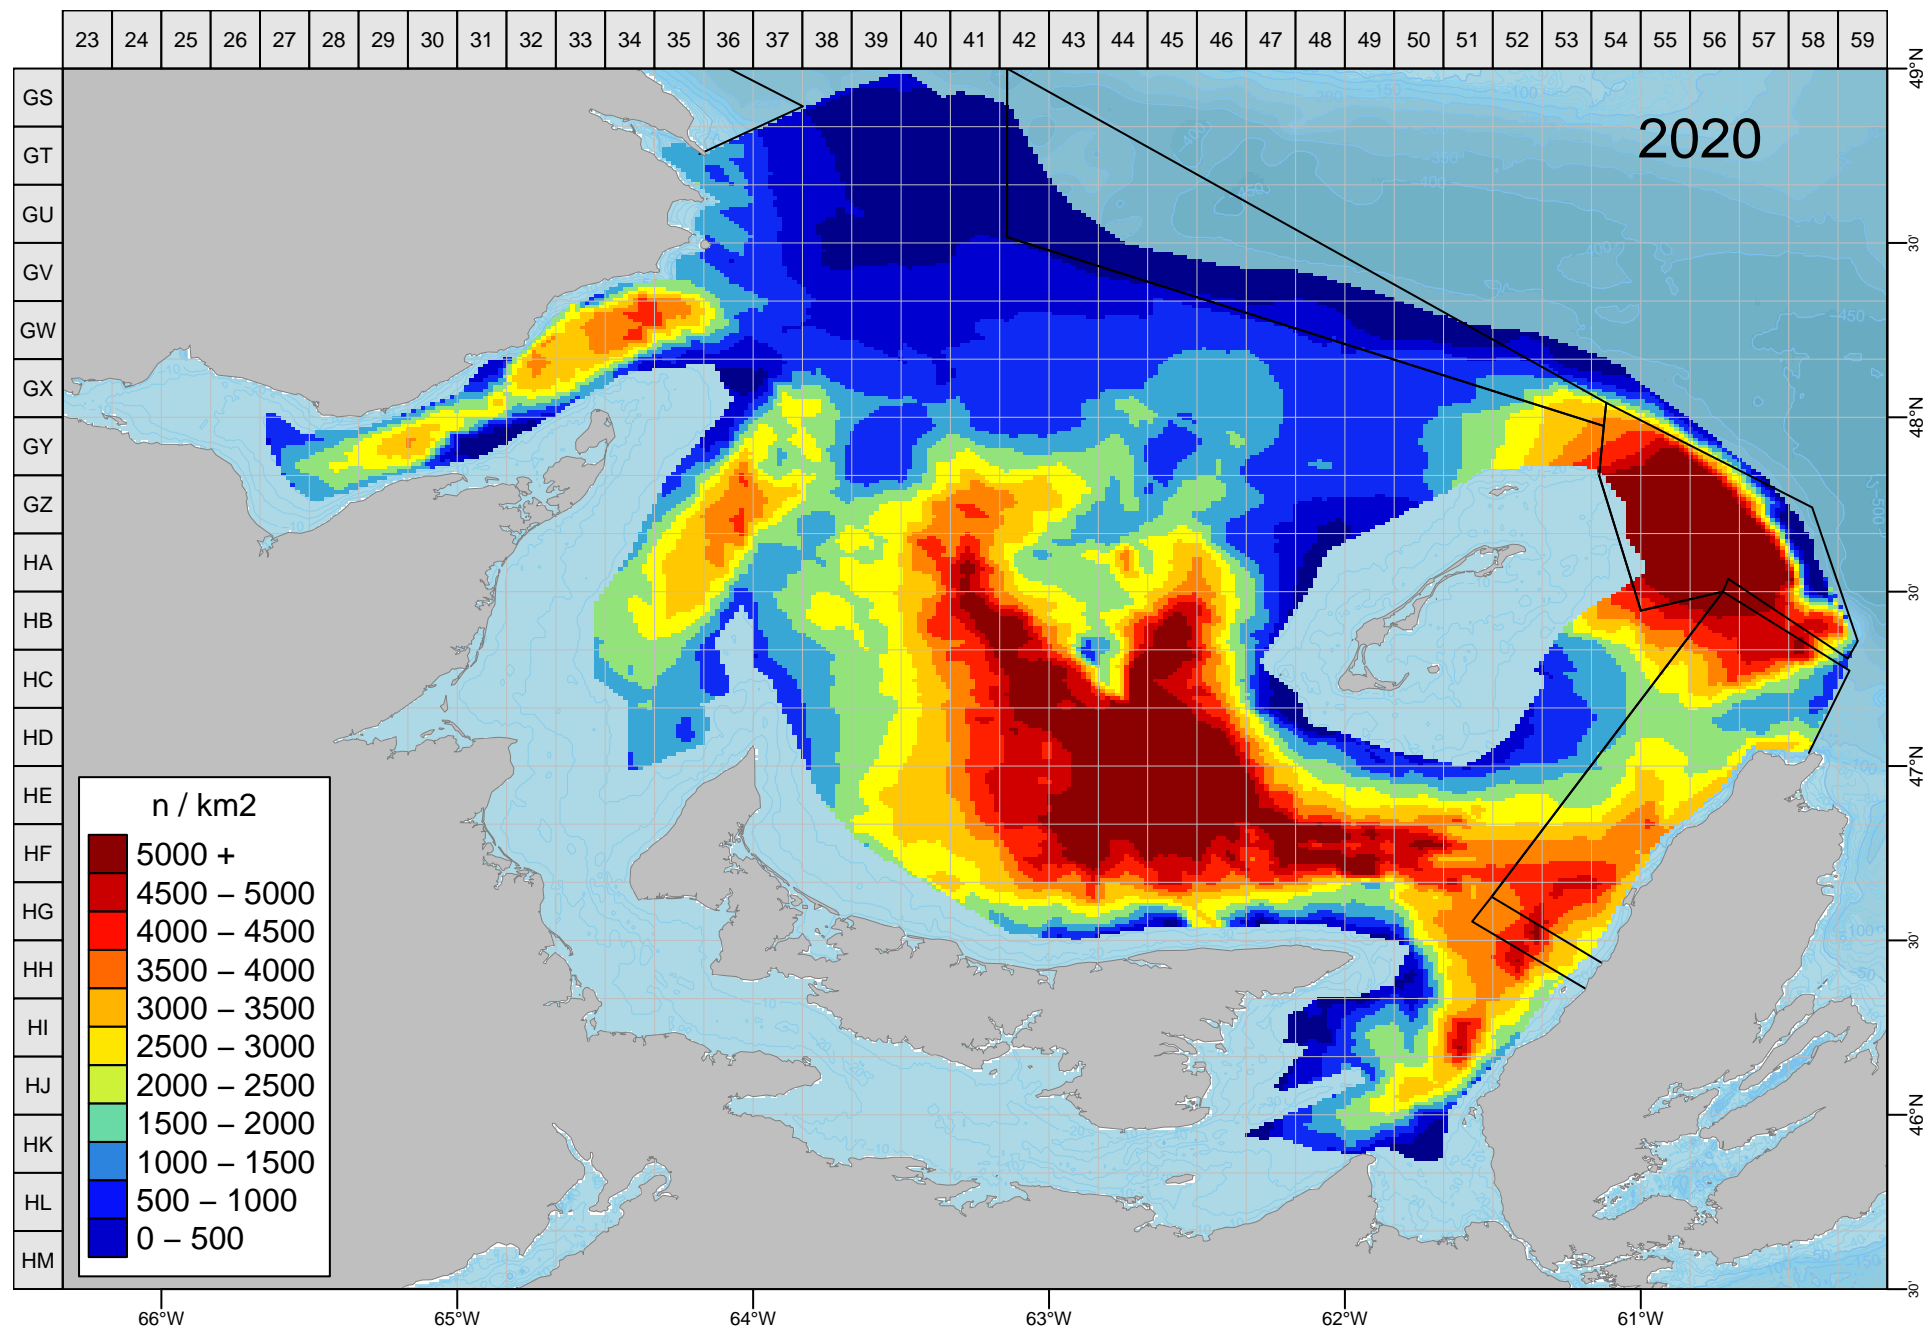 23 24 25 26 27 28 29 30 31 32 33 34 35 36 37 38 39 40 41 42 43 44 45 46 47 48 49 50 51 52 53 54 55 56 57 58 59
49°N
GS
GT
2020
GU
30'
GV
GW
GX
48°N
GY
GZ
HA
30'
HB
HC
HD
47°N
HE
HF
HG
30'
HH
HI
HJ
46°N
HK
HL
HM
30'
n / km2
5000 +
4500 – 5000
4000 – 4500
3500 – 4000
3000 – 3500
2500 – 3000
2000 – 2500
1500 – 2000
1000 – 1500
500 – 1000
0 – 500
66°W 65°W 64°W 63°W 62°W 61°W